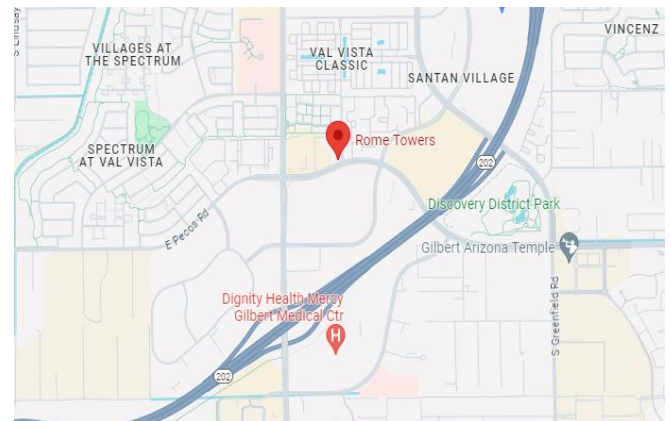 S Lindsay
VILLAGES AT
THE SPECTRUM
VAL VISTA
CLASSIC
VINCENZ
SANTAN VILLAGE
Rome Towers
SPECTRUM
AT VAL VISTA
202
Discovery District Park
E Pecos Rd
Gilbert Arizona Temple
Dignity Health Mercy
Gilbert Medical Ctr
H
S Greenfield Rd
202